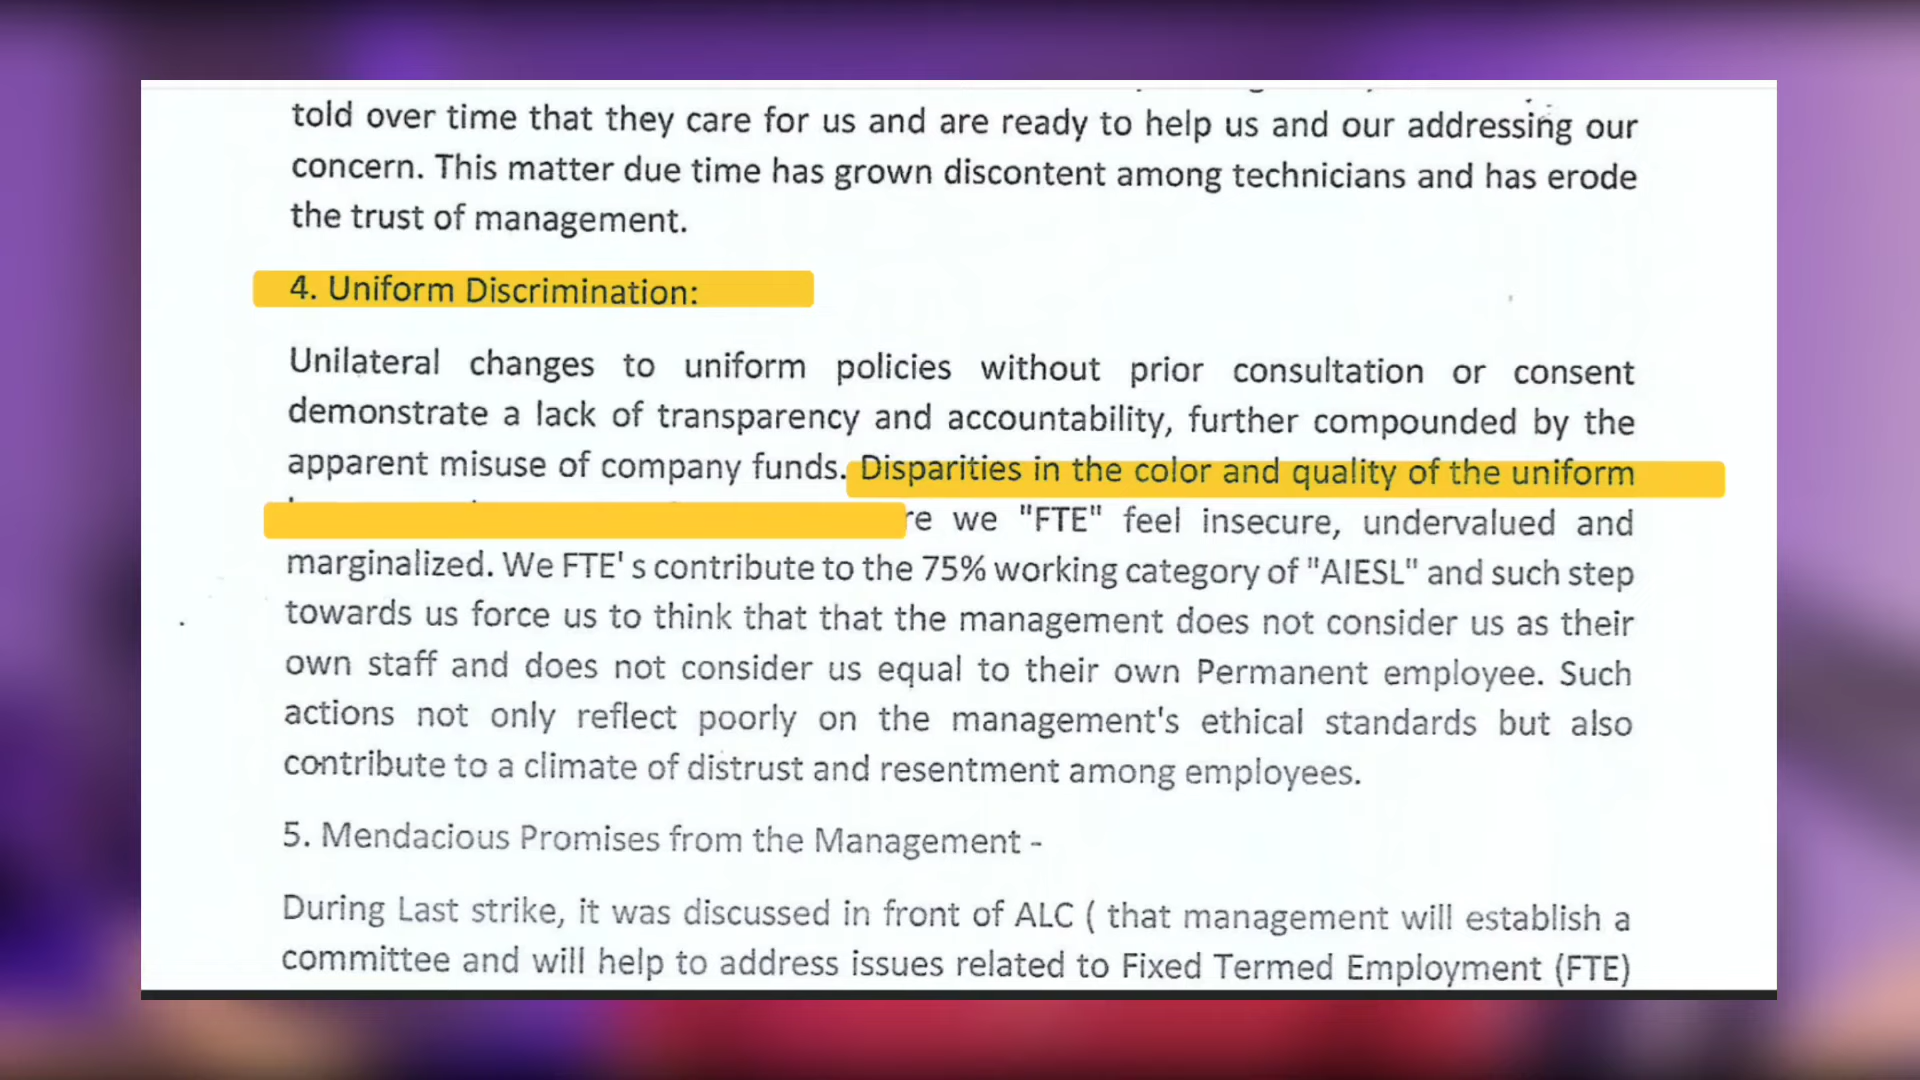 told over time that they care for us and are ready to help us and our addressing our
concern. This matter due time has grown discontent among technicians and has erode
the trust of management.
4. Uniform Discrimination:
Unilateral changes to uniform policies without prior consultation or consent
demonstrate a lack of transparency and accountability, further compounded by the
apparent misuse of company funds. Disparities in the color and quality of the uniform
we "FTE" feel insecure, undervalued and
marginalized. We FTE' s contribute to the 75% working category of "AIESL" and such step
towards us force us to think that that the management does not consider us as their
own staff and does not consider us equal to their own Permanent employee. Such
actions not only reflect poorly on the management's ethical standards but also
contribute to a climate of distrust and resentment among employees.
5. Mendacious Promises from the Management -
During Last strike, it was discussed in front of ALC ( that management will establish a
committee and will help to address issues related to Fixed Termed Employment (FTE)